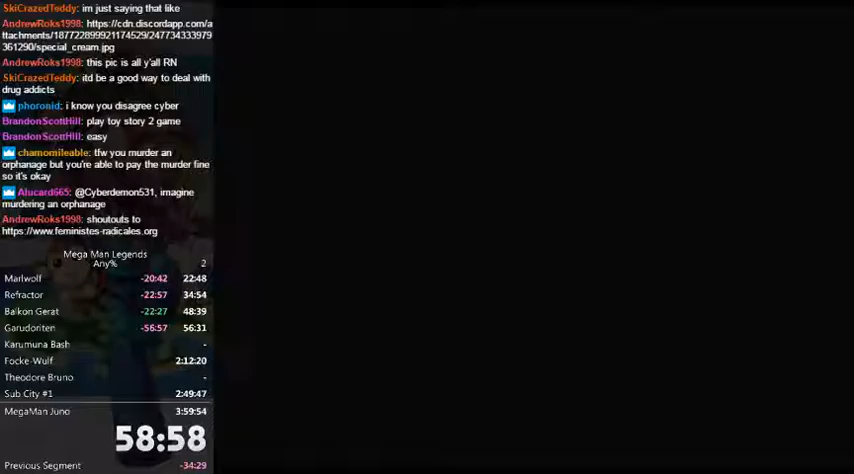 SkiCrazedTeddy: im just saying that like
AndrewRoks1998: https://cdn.discordapp.com/a
ttachments/187722899921174529/247734333979
361290/special_cream.jpg
AndrewRoks1998: this pic is all y'all RN
SkiCrazedTeddy: itd be a good way to deal with
drug addicts
phoronid: i know you disagree cyber
BrandonScottHill: play toy story 2 game
BrandonScottHill: easy
chamomileable: tfw you murder an
orphanage but you're able to pay the murder fine
so it's okay
Alucard665: @Cyberdemon531, imagine
murdering an orphanage
AndrewRoks1998: shoutouts to
https://www.feministes-radicales.org
Mega Man Legends
Any% 2
Marlwolf -20:42 22:48
Refractor -22:57 34:54
Balkon Gerat -22:27 48:39
Garudoriten -56:57 56:31
Karumuna Bash -
Focke-Wulf 2:12:20
Theodore Bruno -
Sub City #1 2:49:47
MegaMan Juno 3:59:54
58:58
Previous Segment -34:29